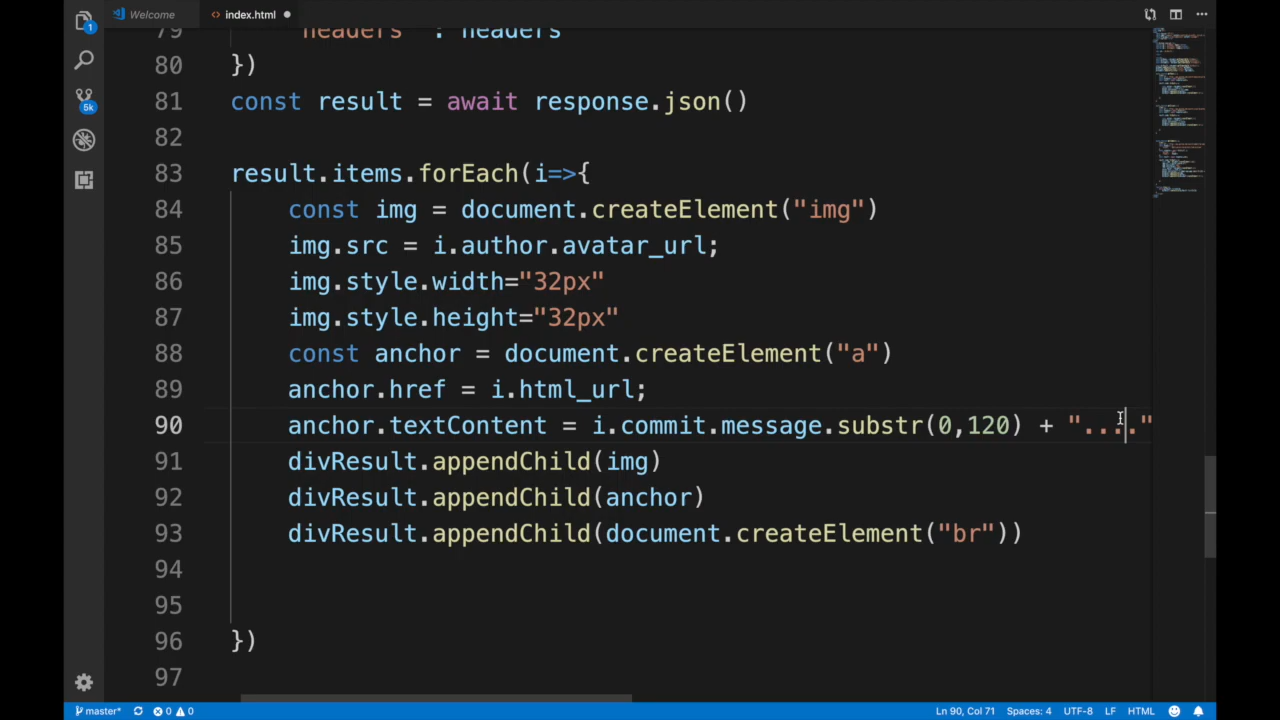 Welcome
<> index.html
1
5k
79 "headers" : headers
80 })
81 const result = await response.json()
82
83 result.items.forEach(i=>{
84 const img = document.createElement("img")
85 img.src = i.author.avatar_url;
86 img.style.width="32px"
87 img.style.height="32px"
88 const anchor = document.createElement("a")
89 anchor.href = i.html_url;
90 anchor.textContent = i.commit.message.substr(0,120) + "...."
91 divResult.appendChild(img)
92 divResult.appendChild(anchor)
93 divResult.appendChild(document.createElement("br"))
94
95
96 })
97
master* 0 0 Ln 90, Col 71 Spaces: 4 UTF-8 LF HTML